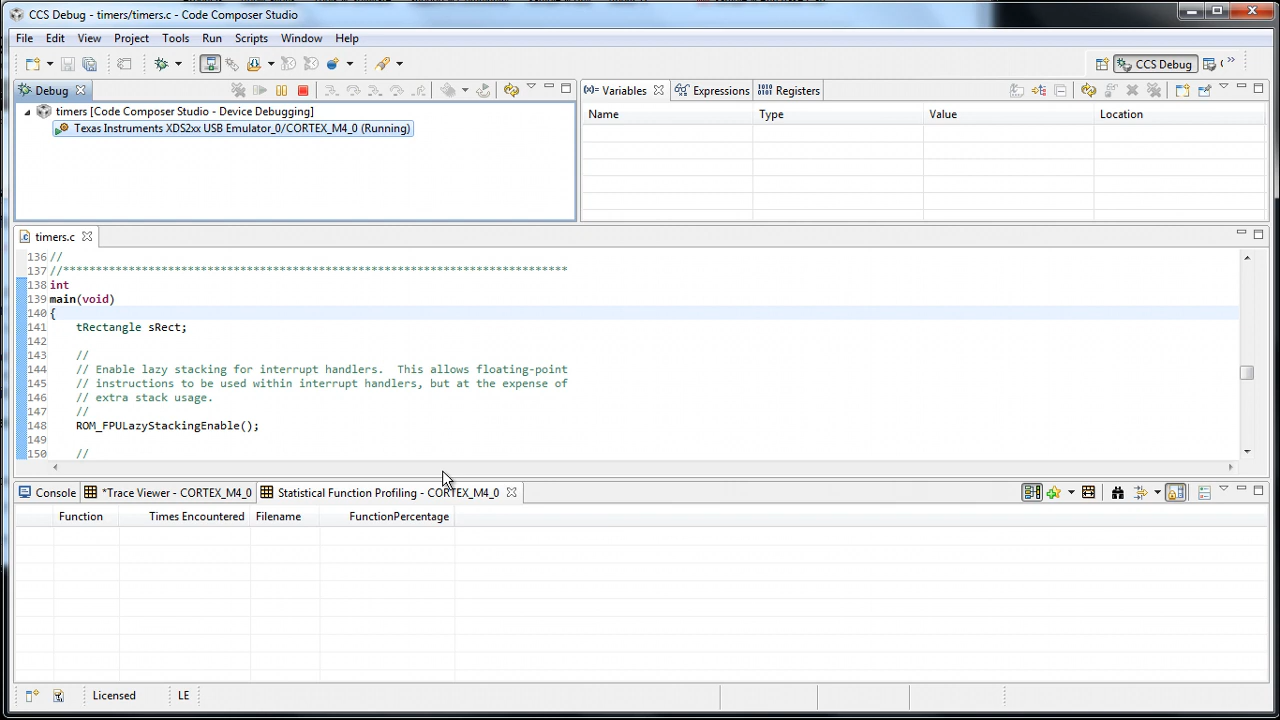 CCS Debug - timers/timers.c - Code Composer Studio
File Edit View Project Tools Run Scripts Window Help
CCS Debug
Debug
Variables Expressions Registers
timers [Code Composer Studio - Device Debugging]
Texas Instruments XDS2xx USB Emulator_0/CORTEX_M4_0 (Running)
Name Type Value Location
timers.c
136 //
137 //*****************************************************************************
138 int
139 main(void)
140 {
141 tRectangle sRect;
142
143 //
144 // Enable lazy stacking for interrupt handlers. This allows floating-point
145 // instructions to be used within interrupt handlers, but at the expense of
146 // extra stack usage.
147 //
148 ROM_FPULazyStackingEnable();
149
150 //
Console *Trace Viewer - CORTEX_M4_0 Statistical Function Profiling - CORTEX_M4_0
Function Times Encountered Filename FunctionPercentage
Licensed LE